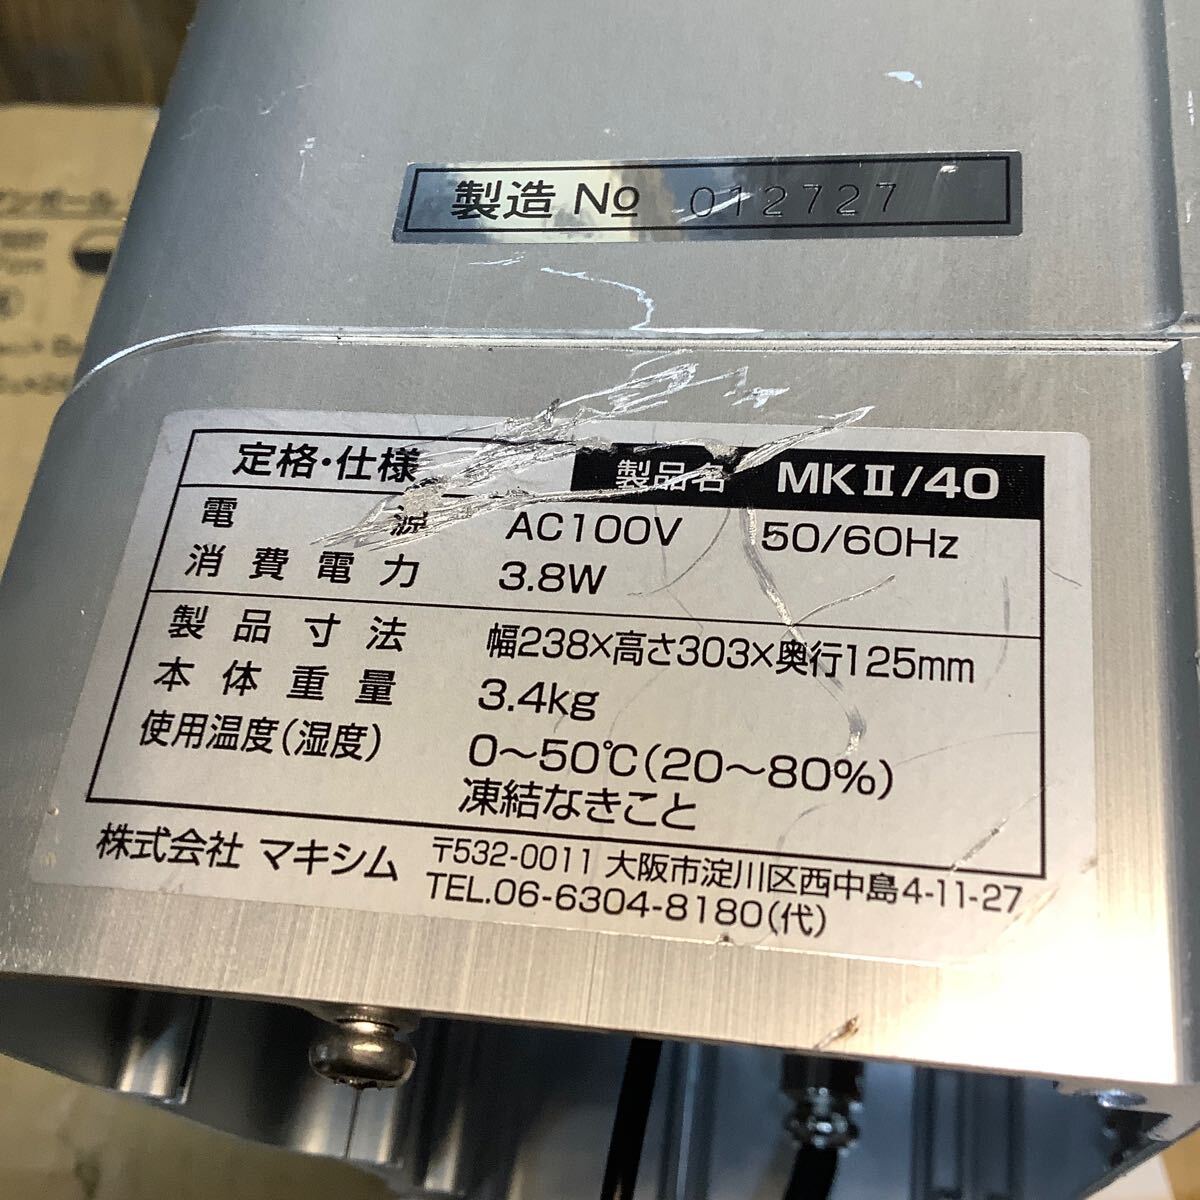 製造 No 012727
定格・仕様 製品名 MKⅡ/40
電源 AC100V 50/60Hz
消費電力 3.8W
製品寸法 幅238×高さ303×奥行125mm
本体重量 3.4kg
使用温度(湿度) 0〜50℃(20〜80%)
凍結なきこと
株式会社 マキシム 〒532-0011 大阪市淀川区西中島4-11-27
TEL.06-6304-8180(代)